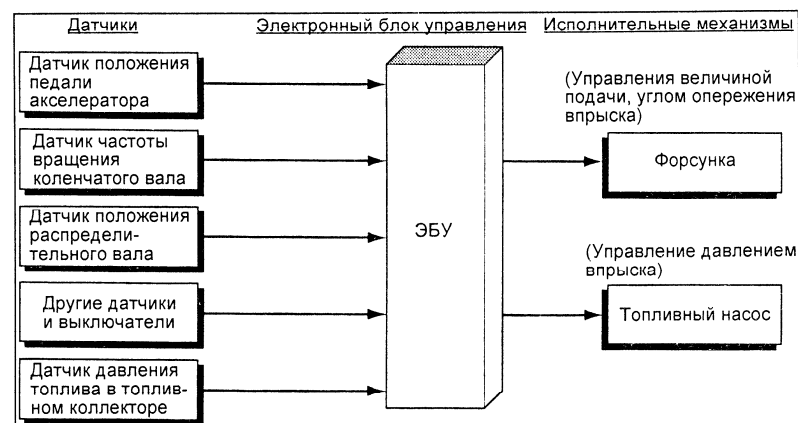 Датчики
Электронный блок управления
Исполнительные механизмы
Датчик положения
педали
акселератора
Датчик частоты
вращения
коленчатого вала
Датчик положения
распредели-
тельного вала
Другие датчики
и выключатели
Датчик давления
топлива в топлив-
ном коллекторе
ЭБУ
(Управления величиной
подачи, углом опережения
впрыска)
Форсунка
(Управление давлением
впрыска)
Топливный насос